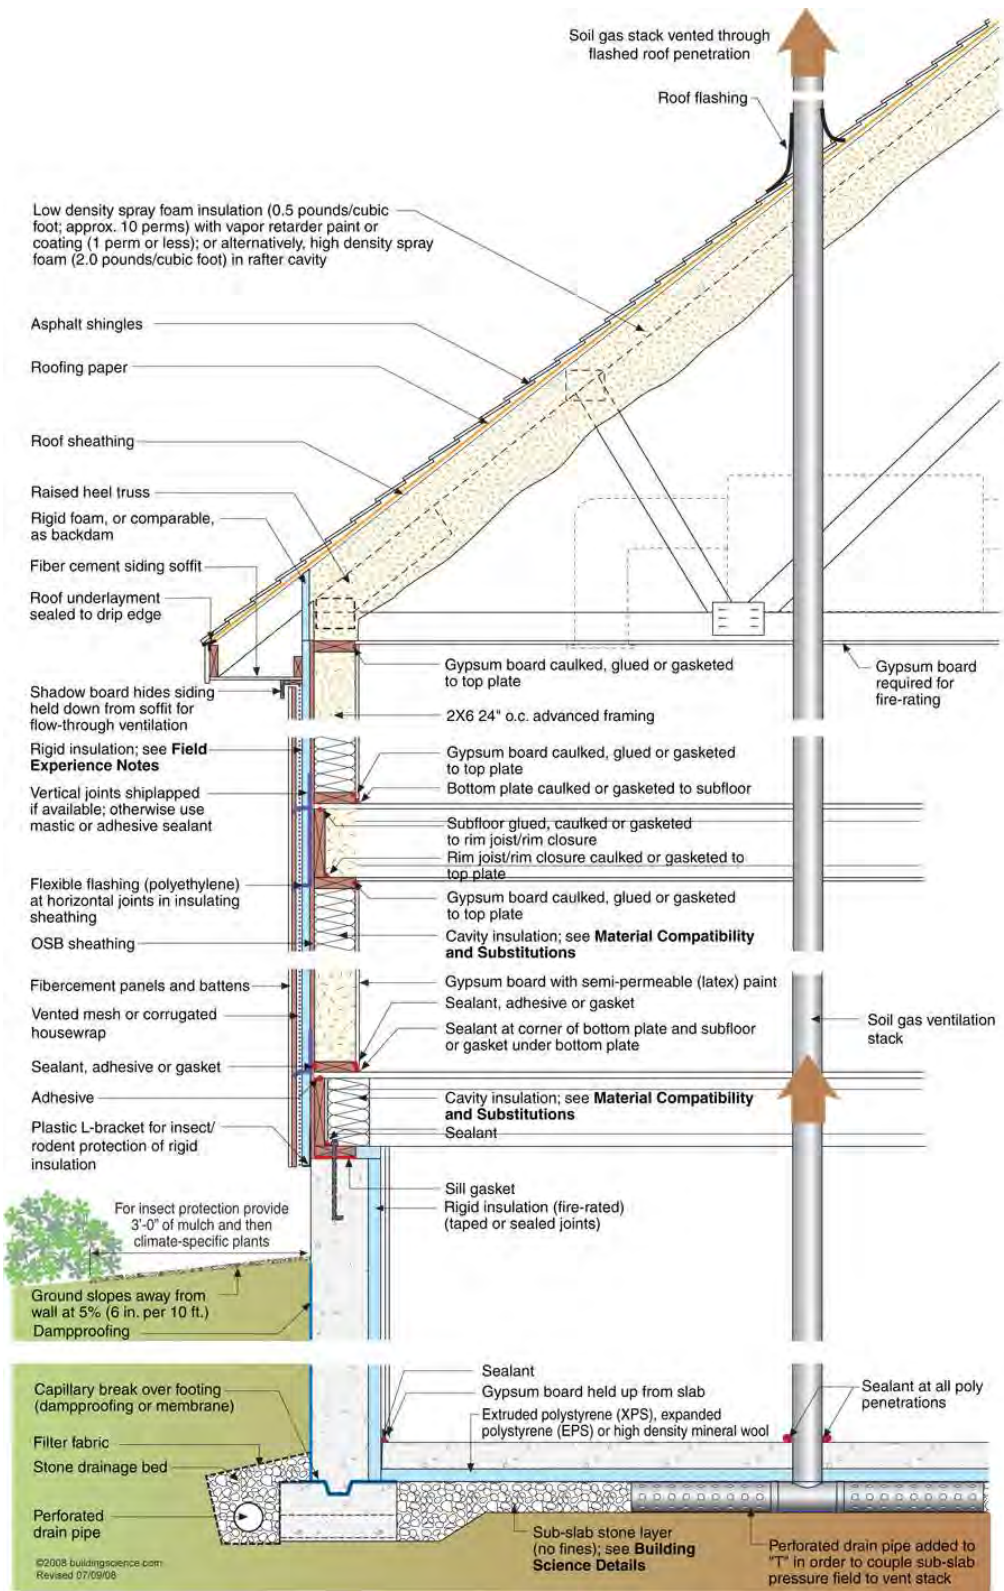 Soil gas stack vented through
flashed roof penetration
Roof flashing
Low density spray foam insulation (0.5 pounds/cubic
foot; approx. 10 perms) with vapor retarder paint or
coating (1 perm or less); or alternatively, high density spray
foam (2.0 pounds/cubic foot) in rafter cavity
Asphalt shingles
Roofing paper
Roof sheathing
Raised heel truss
Rigid foam, or comparable,
as backdam
Fiber cement siding soffit
Roof underlayment
sealed to drip edge
Shadow board hides siding
held down from soffit for
flow-through ventilation
Rigid insulation; see Field
Experience Notes
Vertical joints shiplapped
if available; otherwise use
mastic or adhesive sealant
Flexible flashing (polyethylene)
at horizontal joints in insulating
sheathing
OSB sheathing
Fibercement panels and battens
Vented mesh or corrugated
housewrap
Sealant, adhesive or gasket
Adhesive
Plastic L-bracket for insect/
rodent protection of rigid
insulation
Gypsum board caulked, glued or gasketed
to top plate
2X6 24" o.c. advanced framing
Gypsum board caulked, glued or gasketed
to top plate
Bottom plate caulked or gasketed to subfloor
Subfloor glued, caulked or gasketed
to rim joist/rim closure
Rim joist/rim closure caulked or gasketed to
top plate
Gypsum board caulked, glued or gasketed
to top plate
Cavity insulation; see Material Compatibility
and Substitutions
Gypsum board with semi-permeable (latex) paint
Sealant, adhesive or gasket
Sealant at corner of bottom plate and subfloor
or gasket under bottom plate
Cavity insulation; see Material Compatibility
and Substitutions
Sealant
Sill gasket
Rigid insulation (fire-rated)
(taped or sealed joints)
Gypsum board
required for
fire-rating
Soil gas ventilation
stack
For insect protection provide
3'-0" of mulch and then
climate-specific plants
Ground slopes away from
wall at 5% (6 in. per 10 ft.)
Dampproofing
Capillary break over footing
(dampproofing or membrane)
Filter fabric
Stone drainage bed
Perforated
drain pipe
Sealant
Gypsum board held up from slab
Extruded polystyrene (XPS), expanded
polystyrene (EPS) or high density mineral wool
Sealant at all poly
penetrations
Sub-slab stone layer
(no fines); see Building
Science Details
Perforated drain pipe added to
"T" in order to couple sub-slab
pressure field to vent stack
©2008 buildingscience.com
Revised 07/09/08